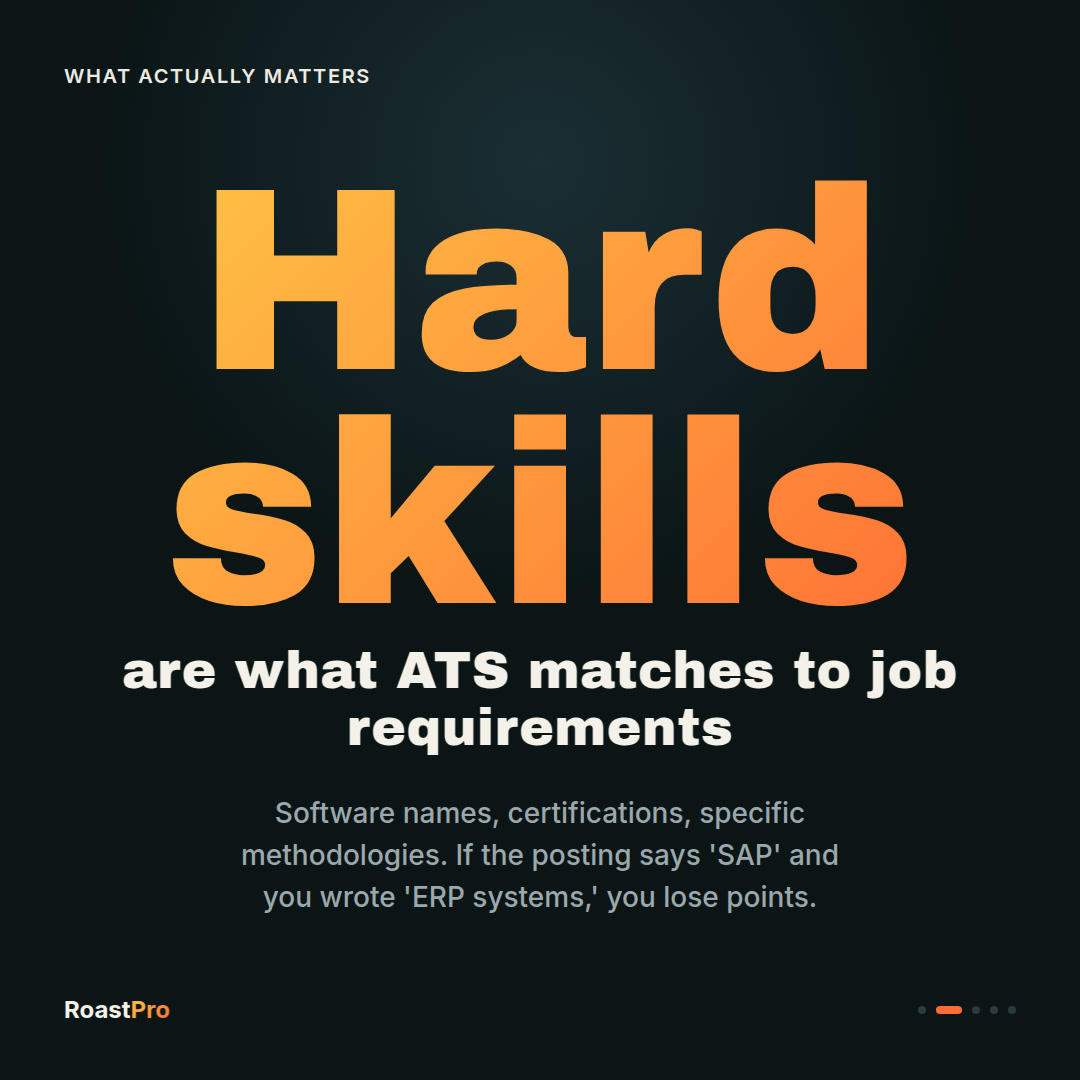 WHAT ACTUALLY MATTERS
Hard
skills
are what ATS matches to job
requirements
Software names, certifications, specific
methodologies. If the posting says 'SAP' and
you wrote 'ERP systems,' you lose points.
RoastPro